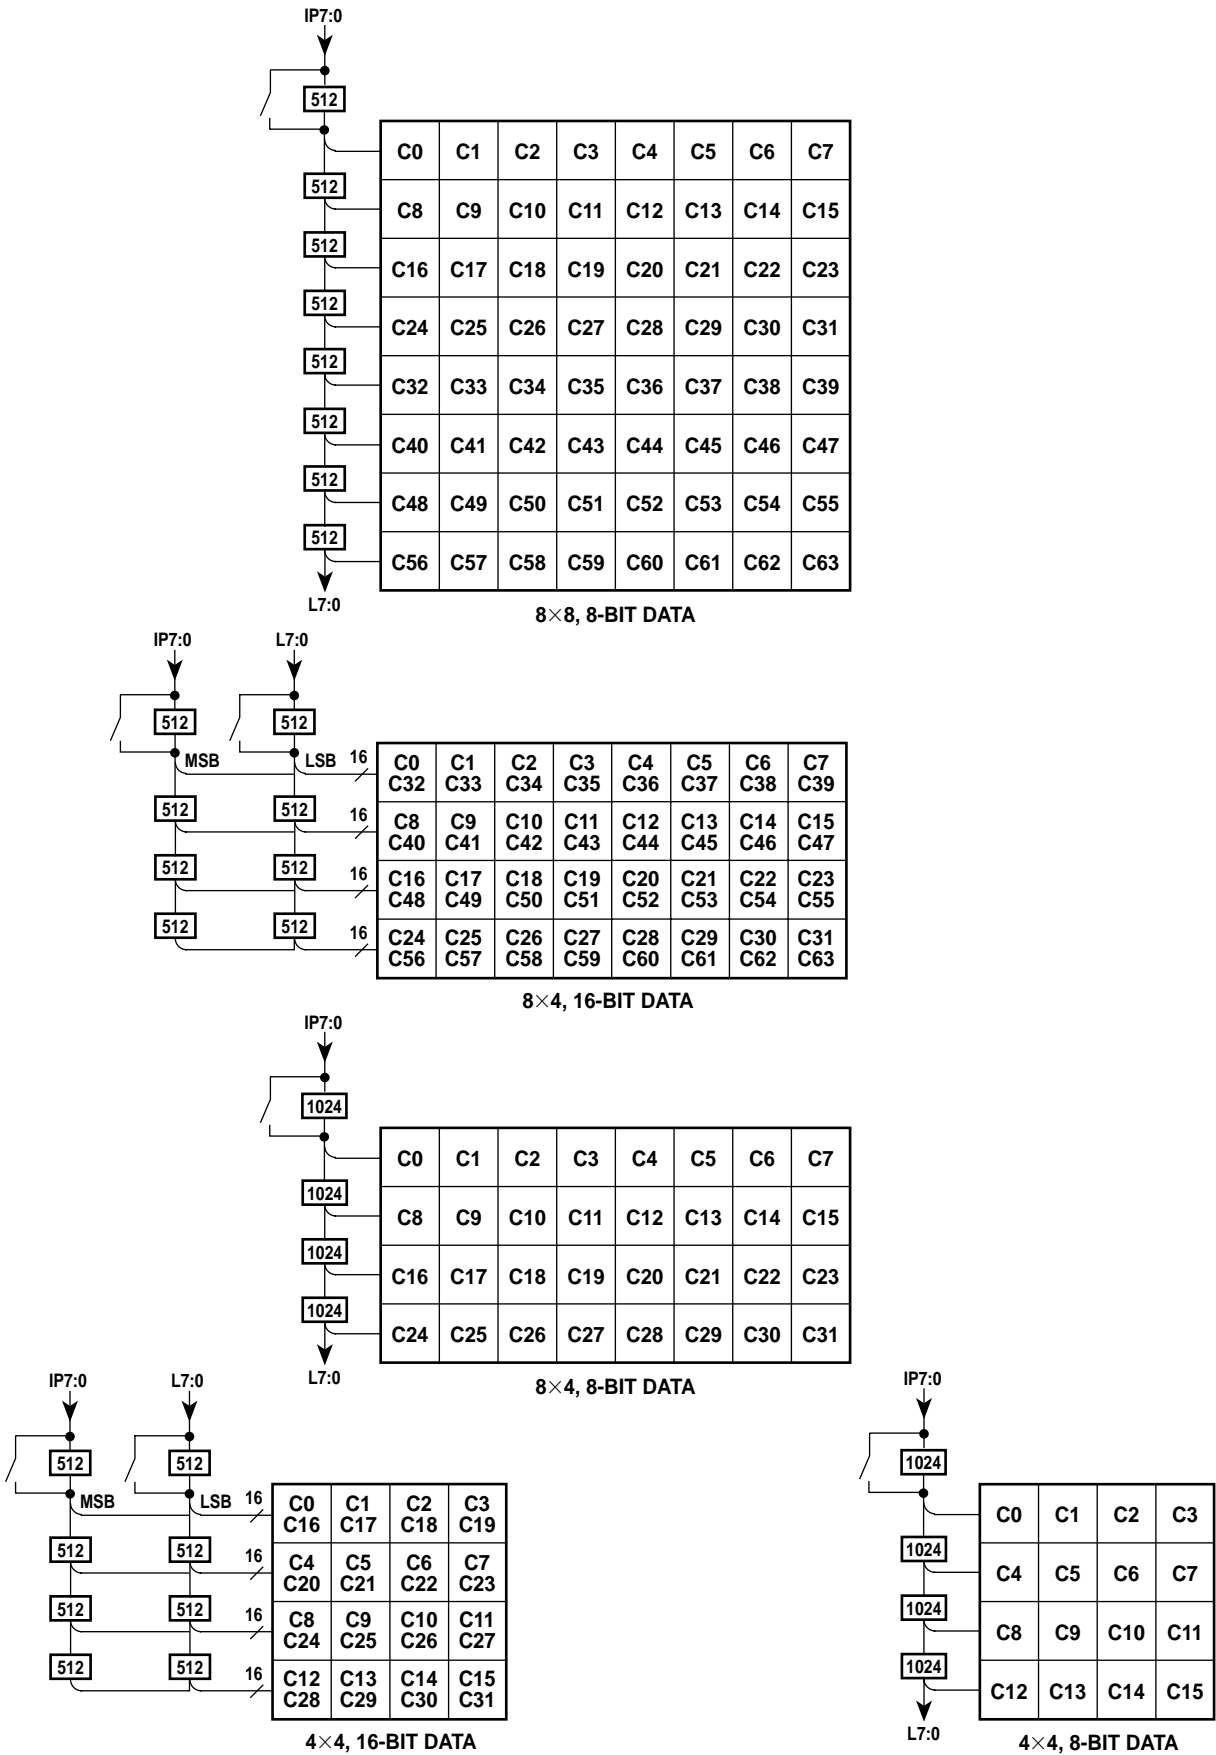 IP7:0
512
C0 C1 C2 C3 C4 C5 C6 C7
512
C8 C9 C10 C11 C12 C13 C14 C15
512
C16 C17 C18 C19 C20 C21 C22 C23
512
C24 C25 C26 C27 C28 C29 C30 C31
512
C32 C33 C34 C35 C36 C37 C38 C39
512
C40 C41 C42 C43 C44 C45 C46 C47
512
C48 C49 C50 C51 C52 C53 C54 C55
512
C56 C57 C58 C59 C60 C61 C62 C63
L7:0
8×8, 8-BIT DATA
IP7:0 L7:0
512 512
MSB LSB 16
C0 C1 C2 C3 C4 C5 C6 C7
C32 C33 C34 C35 C36 C37 C38 C39
512 512 16
C8 C9 C10 C11 C12 C13 C14 C15
C40 C41 C42 C43 C44 C45 C46 C47
512 512 16
C16 C17 C18 C19 C20 C21 C22 C23
C48 C49 C50 C51 C52 C53 C54 C55
512 512 16
C24 C25 C26 C27 C28 C29 C30 C31
C56 C57 C58 C59 C60 C61 C62 C63
8×4, 16-BIT DATA
IP7:0
1024
C0 C1 C2 C3 C4 C5 C6 C7
1024
C8 C9 C10 C11 C12 C13 C14 C15
1024
C16 C17 C18 C19 C20 C21 C22 C23
1024
C24 C25 C26 C27 C28 C29 C30 C31
L7:0
8×4, 8-BIT DATA
IP7:0 L7:0
512 512
MSB LSB 16
C0 C1 C2 C3
C16 C17 C18 C19
512 512 16
C4 C5 C6 C7
C20 C21 C22 C23
512 512 16
C8 C9 C10 C11
C24 C25 C26 C27
512 512 16
C12 C13 C14 C15
C28 C29 C30 C31
4×4, 16-BIT DATA
IP7:0
1024
C0 C1 C2 C3
1024
C4 C5 C6 C7
1024
C8 C9 C10 C11
1024
C12 C13 C14 C15
L7:0
4×4, 8-BIT DATA